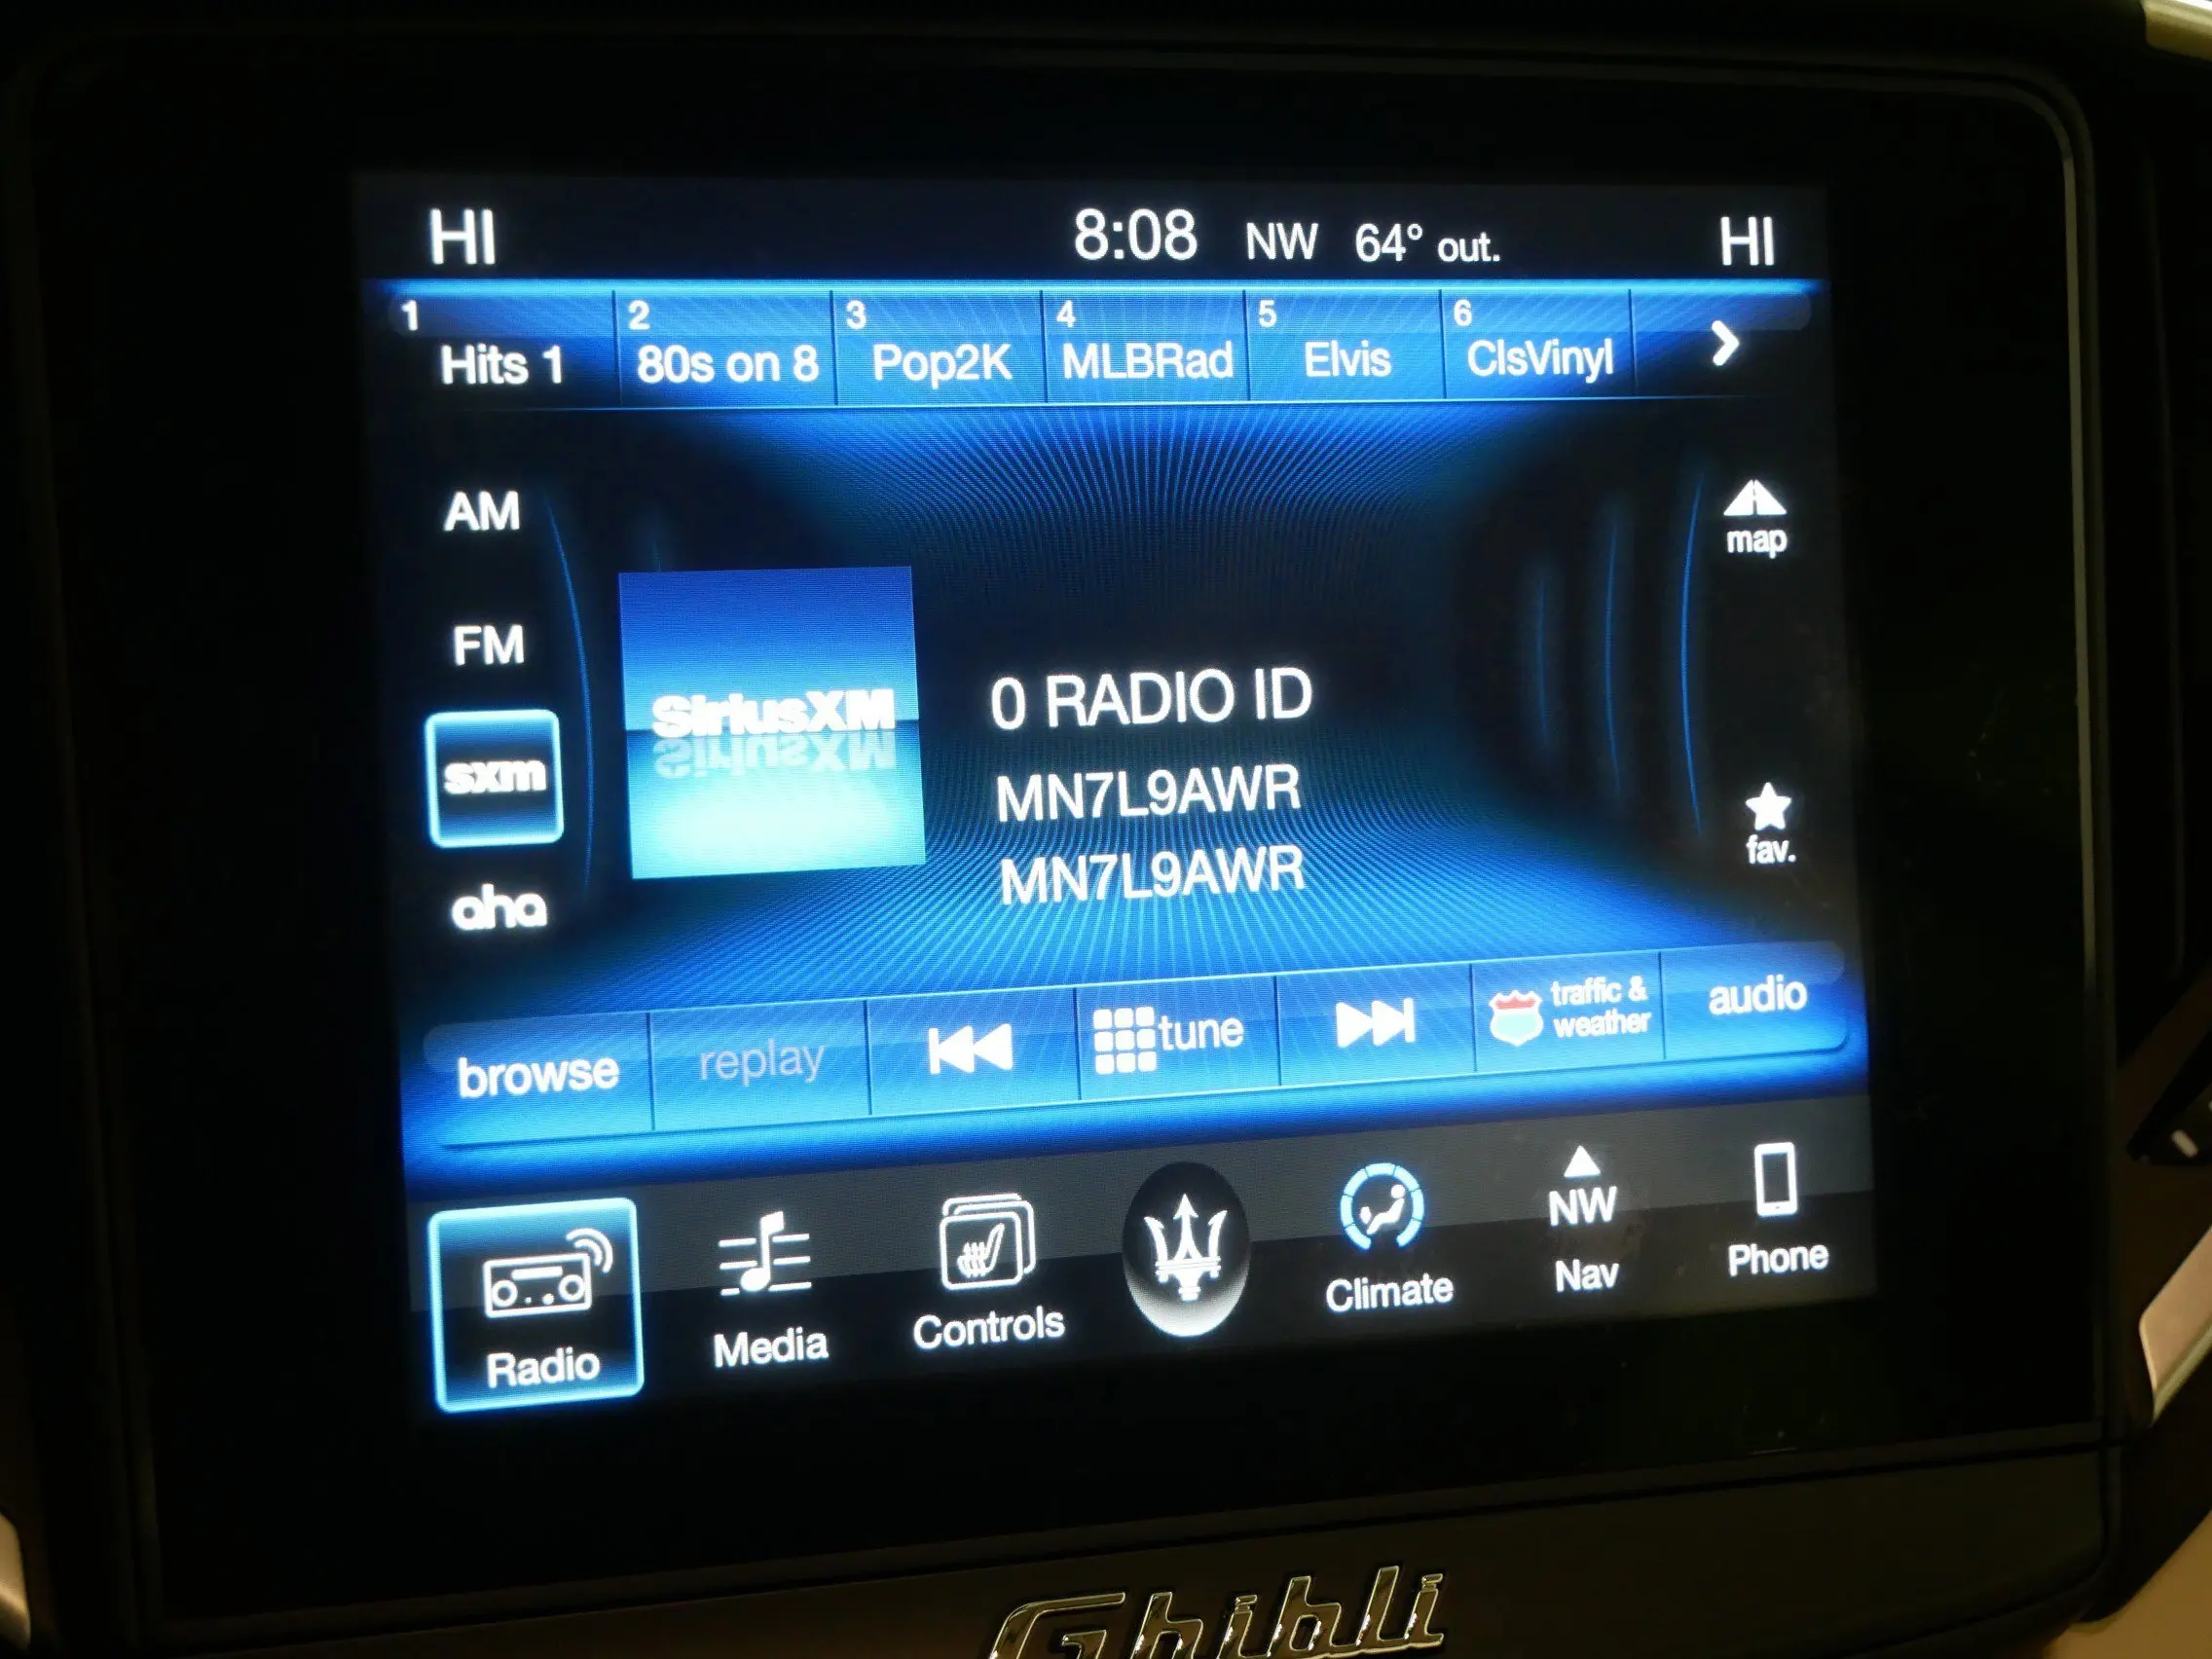 HI 8:08 NW 64° out. HI
1 2 3 4 5 6
Hits 1 80s on 8 Pop2K MLBRad Elvis ClsVinyl
AM
map
FM
SiriusXM
0 RADIO ID
sxm
MN7L9AWR
fav.
MN7L9AWR
aha
browse replay tune traffic & weather audio
NW
Radio Media Controls Climate Nav Phone
Ghibli